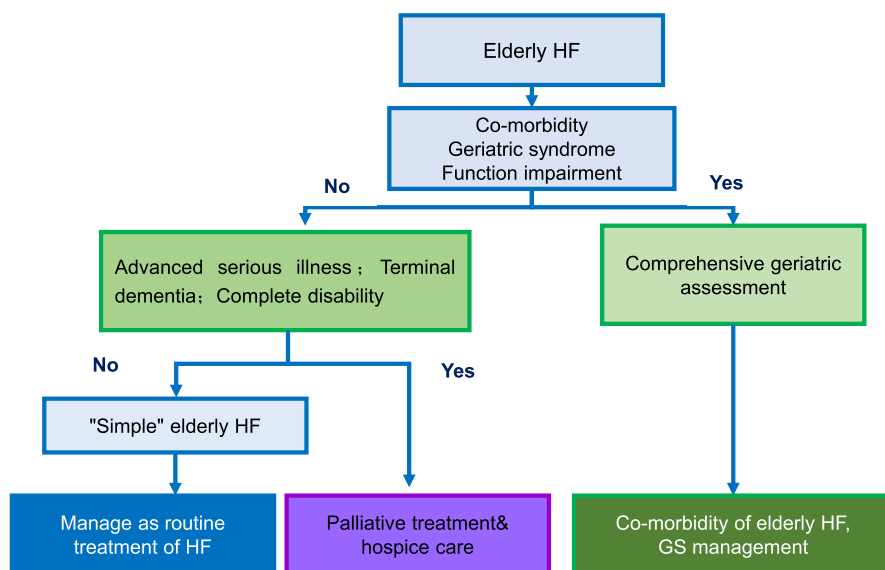 Elderly HF
Co-morbidity
Geriatric syndrome
Function impairment
No
Yes
Advanced serious illness；Terminal
dementia；Complete disability
Comprehensive geriatric
assessment
No
Yes
"Simple" elderly HF
Manage as routine
treatment of HF
Palliative treatment&
hospice care
Co-morbidity of elderly HF,
GS management